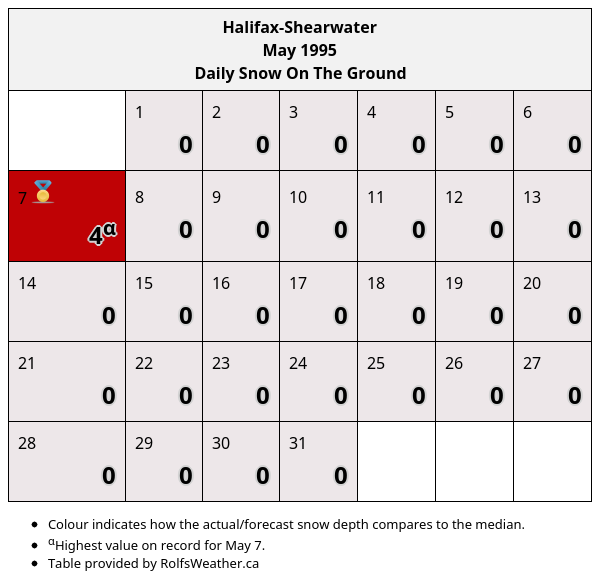 Halifax-Shearwater
May 1995
Daily Snow On The Ground
1 2 3 4 5 6
0 0 0 0 0 0
7 8 9 10 11 12 13
4α 0 0 0 0 0 0
14 15 16 17 18 19 20
0 0 0 0 0 0 0
21 22 23 24 25 26 27
0 0 0 0 0 0 0
28 29 30 31
0 0 0 0
• Colour indicates how the actual/forecast snow depth compares to the median.
• αHighest value on record for May 7.
• Table provided by RolfsWeather.ca